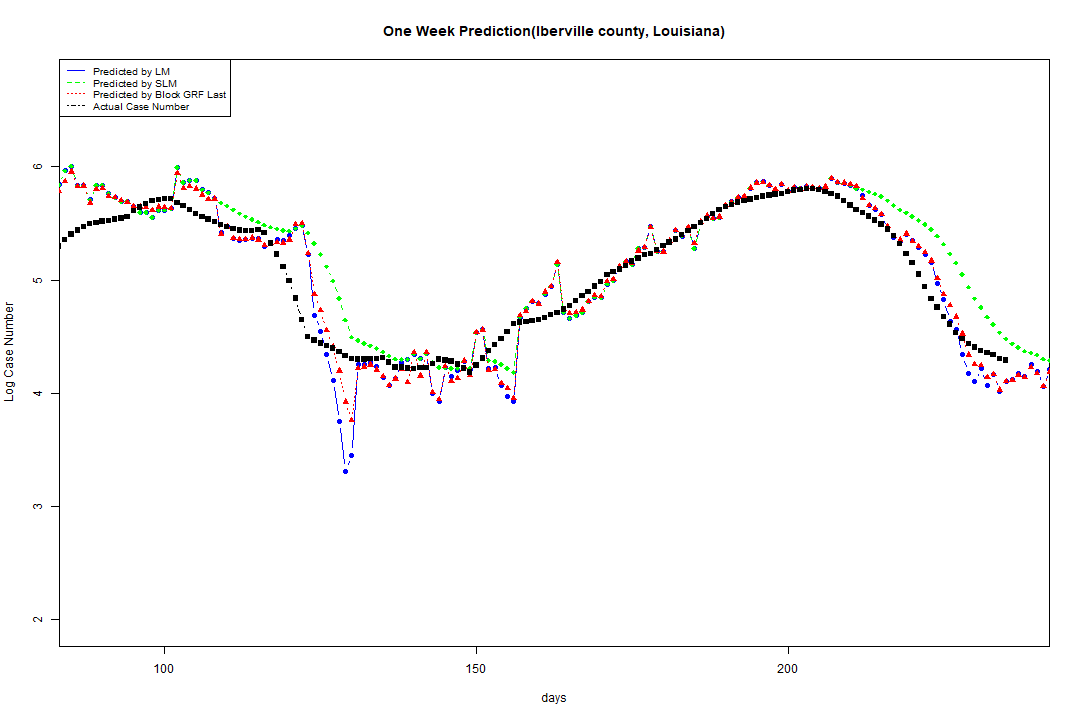 One Week Prediction(Iberville county, Louisiana)
Predicted by LM
Predicted by SLM
Predicted by Block GRF Last
Actual Case Number
6
5
4
3
2
Log Case Number
100 150 200
days